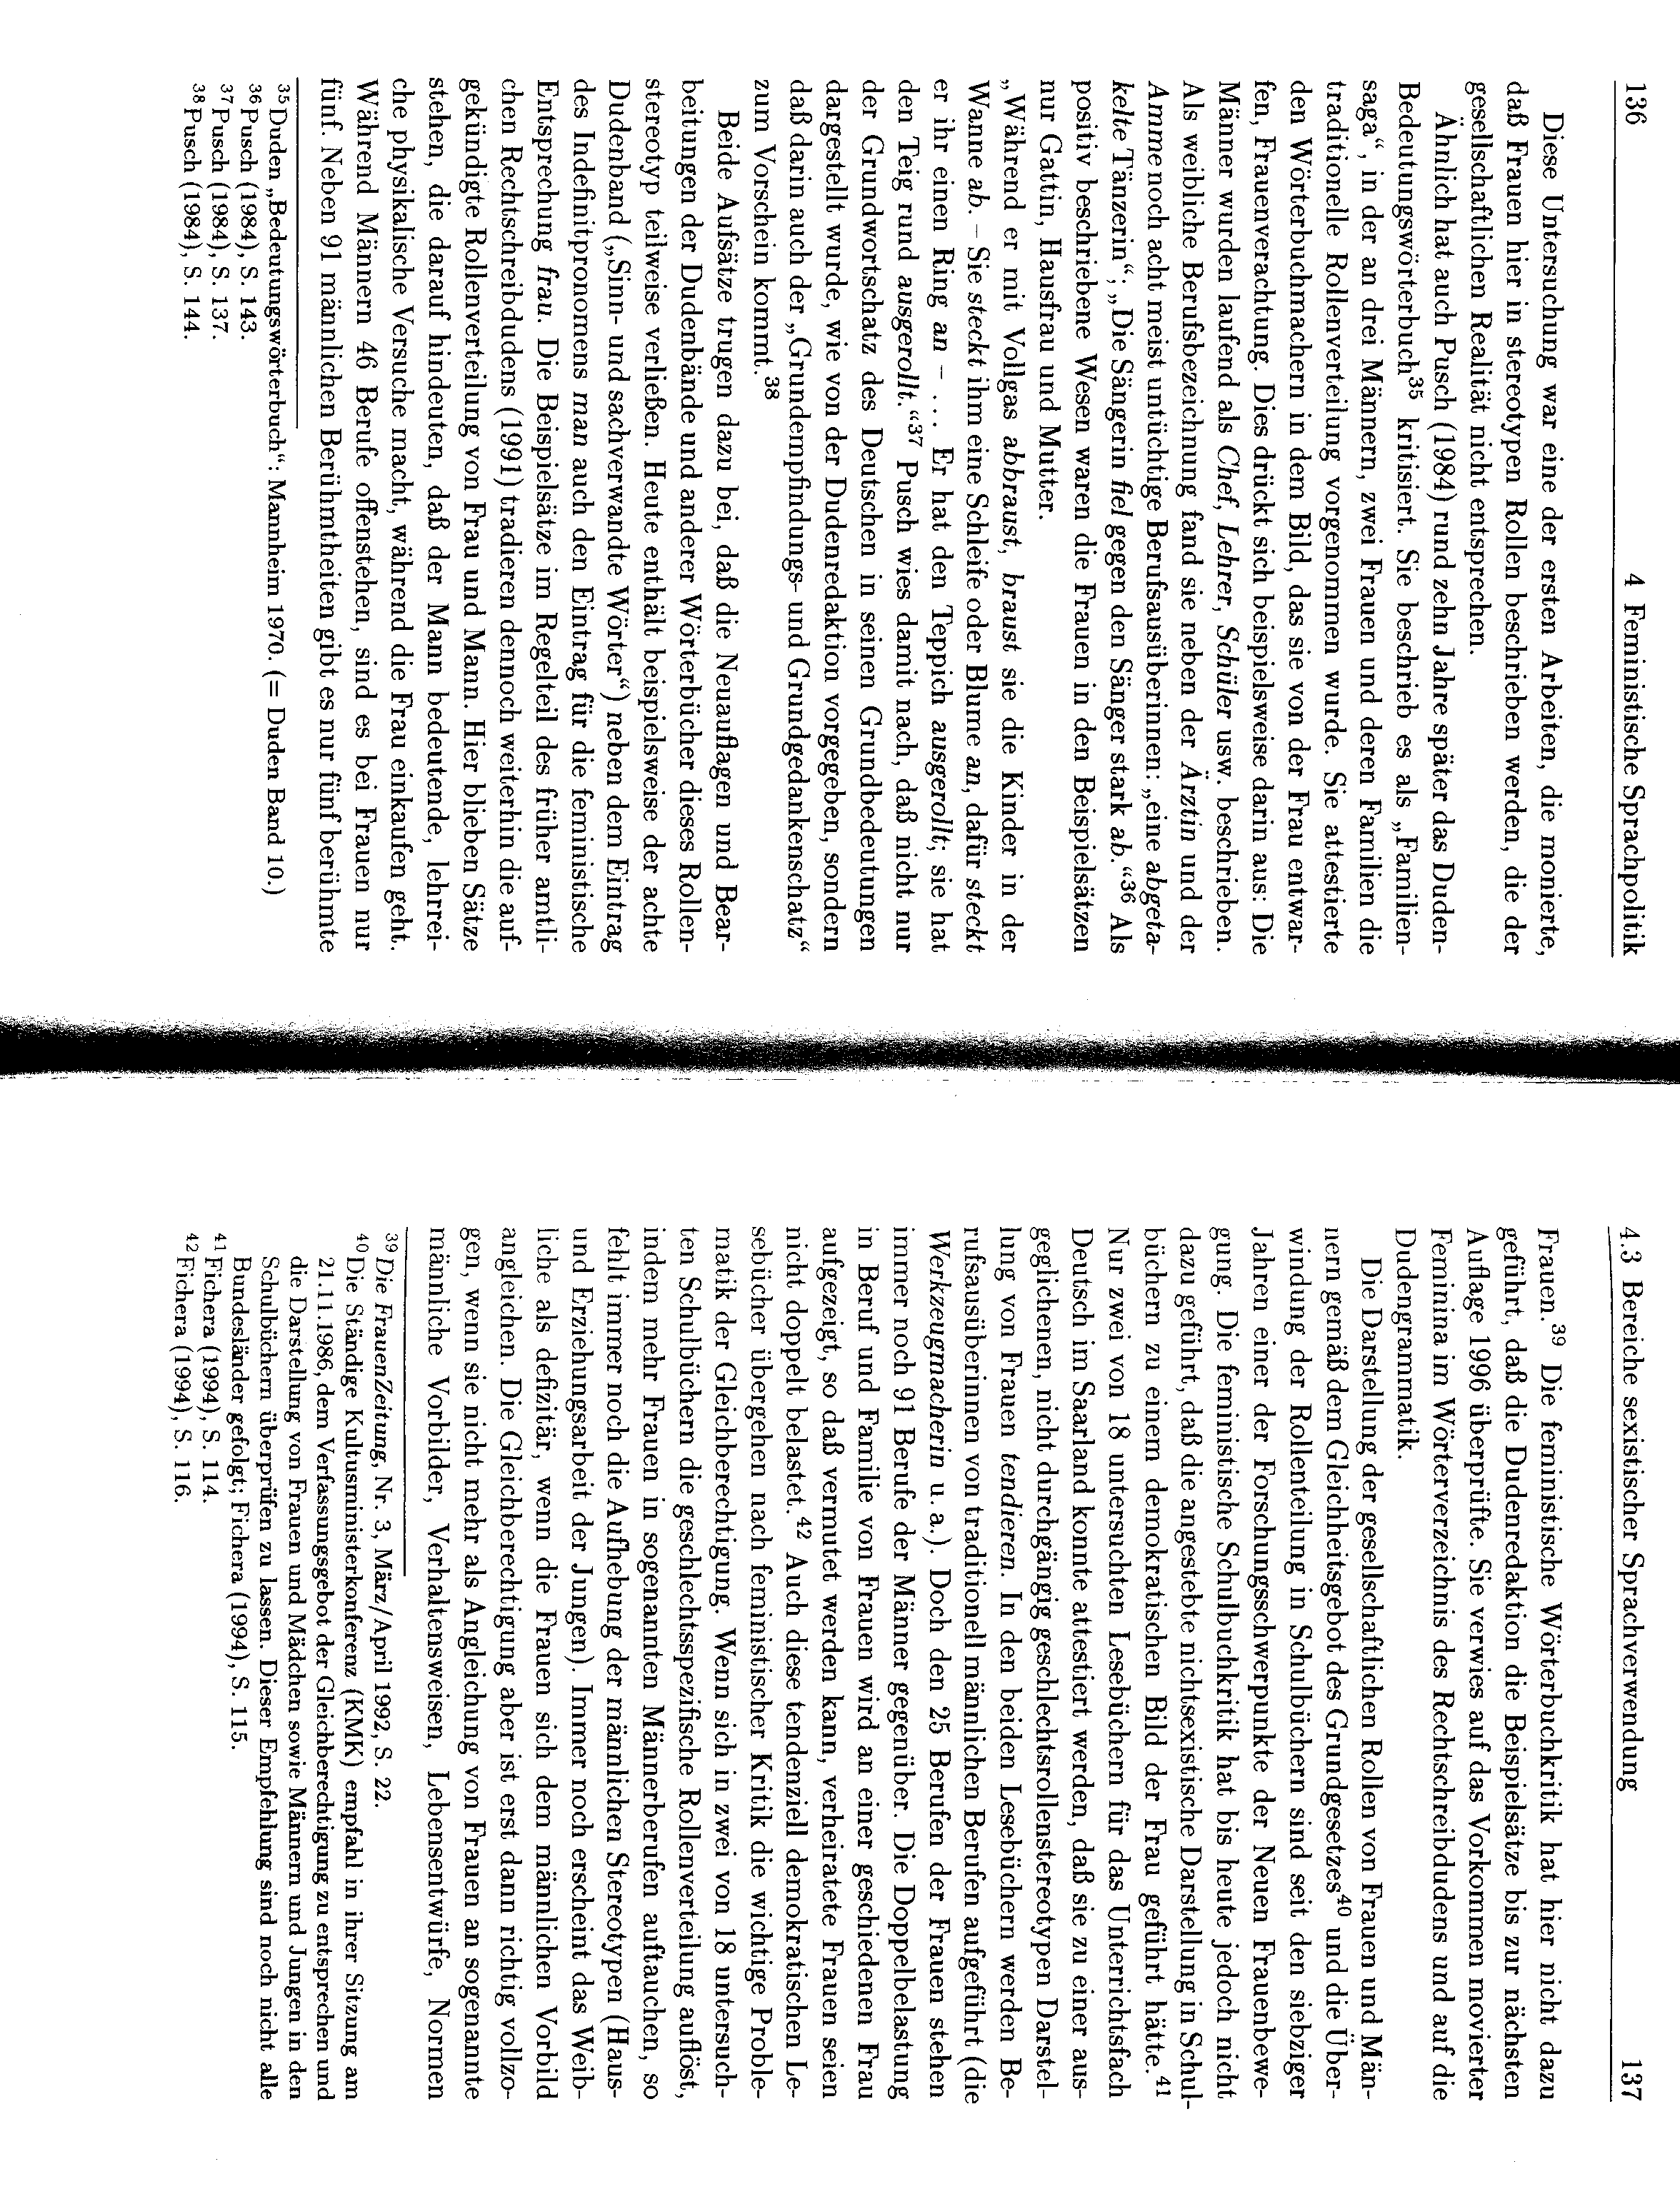 136 4 Feministische Sprachpolitik
Diese Untersuchung war eine der ersten Arbeiten, die monierte,
daß Frauen hier in stereotypen Rollen beschrieben werden, die der
gesellschaftlichen Realität nicht entsprechen.
Ähnlich hat auch Pusch (1984) rund zehn Jahre später das Duden-
Bedeutungswörterbuch35 kritisiert. Sie beschrieb es als „Familien-
saga“, in der an drei Männern, zwei Frauen und deren Familien die
traditionelle Rollenverteilung vorgenommen wurde. Sie attestierte
den Wörterbuchmachern in dem Bild, das sie von der Frau entwar-
fen, Frauenverachtung. Dies drückt sich beispielsweise darin aus: Die
Männer wurden laufend als Chef, Lehrer, Schüler usw. beschrieben.
Als weibliche Berufsbezeichnung fand sie neben der Ärztin und der
Amme noch acht meist untüchtige Berufsausüberinnen: „eine abgeta-
kelte Tänzerin“; „Die Sängerin fiel gegen den Sänger stark ab.“36 Als
positiv beschriebene Wesen waren die Frauen in den Beispielsätzen
nur Gattin, Hausfrau und Mutter.
„Während er mit Vollgas abbraust, braust sie die Kinder in der
Wanne ab. – Sie steckt ihm eine Schleife oder Blume an, dafür steckt
er ihr einen Ring an – ... Er hat den Teppich ausgerollt; sie hat
den Teig rund ausgerollt.“37 Pusch wies damit nach, daß nicht nur
der Grundwortschatz des Deutschen in seinen Grundbedeutungen
dargestellt wurde, wie von der Dudenredaktion vorgegeben, sondern
daß darin auch der „Grundempfindungs- und Grundgedankenschatz“
zum Vorschein kommt.38
Beide Aufsätze trugen dazu bei, daß die Neuauflagen und Bear-
beitungen der Dudenbände und anderer Wörterbücher dieses Rollen-
stereotyp teilweise verließen. Heute enthält beispielsweise der achte
Dudenband („Sinn- und sachverwandte Wörter“) neben dem Eintrag
des Indefinitpronomens man auch den Eintrag für die feministische
Entsprechung frau. Die Beispielsätze im Regelteil des früher amtli-
chen Rechtschreibdudens (1991) tradieren dennoch weiterhin die auf-
gekündigte Rollenverteilung von Frau und Mann. Hier blieben Sätze
stehen, die darauf hindeuten, daß der Mann bedeutende, lehrrei-
che physikalische Versuche macht, während die Frau einkaufen geht.
Während Männern 46 Berufe offenstehen, sind es bei Frauen nur
fünf. Neben 91 männlichen Berühmtheiten gibt es nur fünf berühmte
35 Duden „Bedeutungswörterbuch“: Mannheim 1970. (= Duden Band 10.)
36 Pusch (1984), S. 143.
37 Pusch (1984), S. 137.
38 Pusch (1984), S. 144.
4.3 Bereiche sexistischer Sprachverwendung 137
Frauen.39 Die feministische Wörterbuchkritik hat hier nicht dazu
geführt, daß die Dudenredaktion die Beispielsätze bis zur nächsten
Auflage 1996 überprüfte. Sie verwies auf das Vorkommen movierter
Feminina im Wörterverzeichnis des Rechtschreibdudens und auf die
Dudengrammatik.
Die Darstellung der gesellschaftlichen Rollen von Frauen und Män-
nern gemäß dem Gleichheitsgebot des Grundgesetzes40 und die Über-
windung der Rollenteilung in Schulbüchern sind seit den siebziger
Jahren einer der Forschungsschwerpunkte der Neuen Frauenbewe-
gung. Die feministische Schulbuchkritik hat bis heute jedoch nicht
dazu geführt, daß die angestebte nichtsexistische Darstellung in Schul-
büchern zu einem demokratischen Bild der Frau geführt hätte.41
Nur zwei von 18 untersuchten Lesebüchern für das Unterrichtsfach
Deutsch im Saarland konnte attestiert werden, daß sie zu einer aus-
geglichenen, nicht durchgängig geschlechtsrollenstereotypen Darstel-
lung von Frauen tendieren. In den beiden Lesebüchern werden Be-
rufsausüberinnen von traditionell männlichen Berufen aufgeführt (die
Werkzeugmacherin u. a.). Doch den 25 Berufen der Frauen stehen
immer noch 91 Berufe der Männer gegenüber. Die Doppelbelastung
in Beruf und Familie von Frauen wird an einer geschiedenen Frau
aufgezeigt, so daß vermutet werden kann, verheiratete Frauen seien
nicht doppelt belastet.42 Auch diese tendenziell demokratischen Le-
sebücher übergehen nach feministischer Kritik die wichtige Proble-
matik der Gleichberechtigung. Wenn sich in zwei von 18 untersuch-
ten Schulbüchern die geschlechtsspezifische Rollenverteilung auflöst,
indem mehr Frauen in sogenannten Männerberufen auftauchen, so
fehlt immer noch die Aufhebung der männlichen Stereotypen (Haus-
und Erziehungsarbeit der Jungen). Immer noch erscheint das Weib-
liche als defizitär, wenn die Frauen sich dem männlichen Vorbild
angleichen. Die Gleichberechtigung aber ist erst dann richtig vollzo-
gen, wenn sie nicht mehr als Angleichung von Frauen an sogenannte
männliche Vorbilder, Verhaltensweisen, Lebensentwürfe, Normen
39 Die FrauenZeitung, Nr. 3, März/April 1992, S. 22.
40 Die Ständige Kultusministerkonferenz (KMK) empfahl in ihrer Sitzung am
21.11.1986, dem Verfassungsgebot der Gleichberechtigung zu entsprechen und
die Darstellung von Frauen und Mädchen sowie Männern und Jungen in den
Schulbüchern überprüfen zu lassen. Dieser Empfehlung sind noch nicht alle
Bundesländer gefolgt; Fichera (1994), S. 115.
41 Fichera (1994), S. 114.
42 Fichera (1994), S. 116.